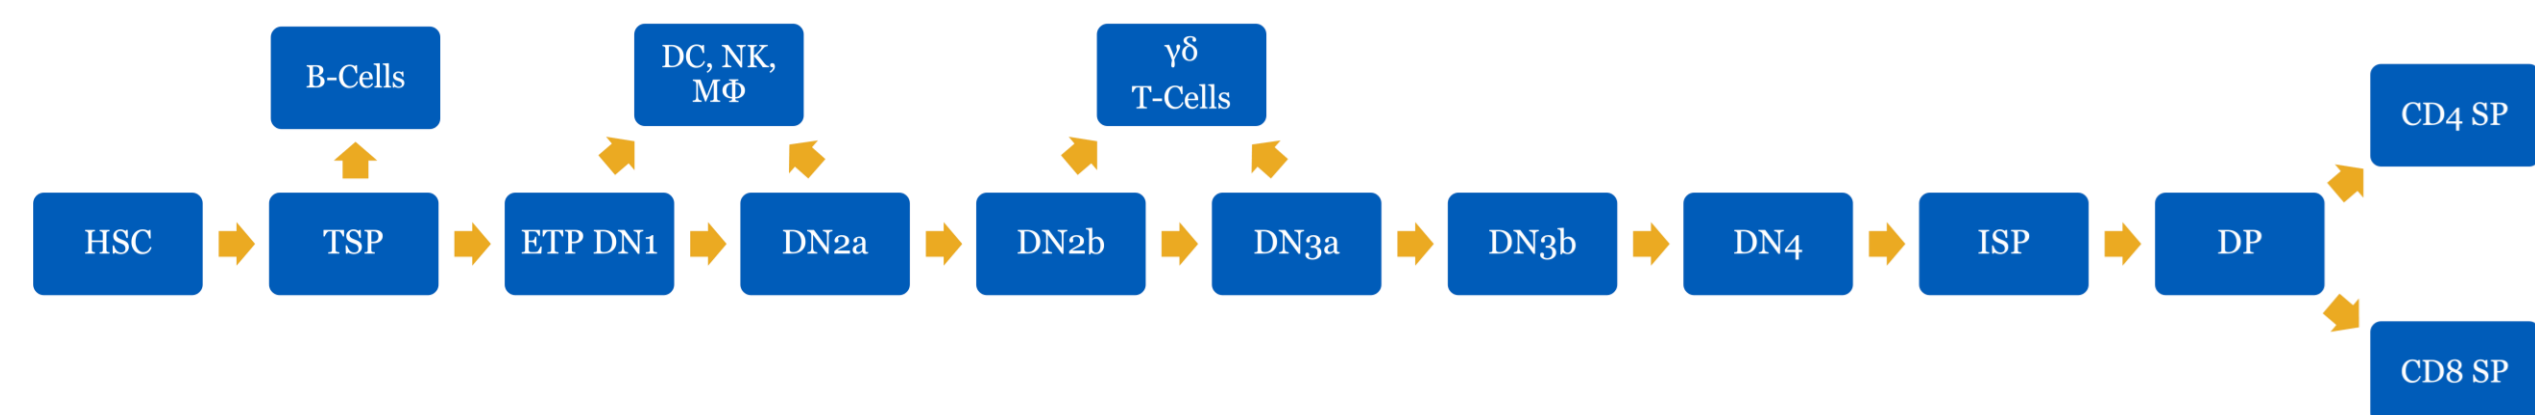 B-Cells
DC, NK,
ΜΦ
γδ
T-Cells
CD4 SP
HSC
TSP
ETP DN1
DN2a
DN2b
DN3a
DN3b
DN4
ISP
DP
CD8 SP